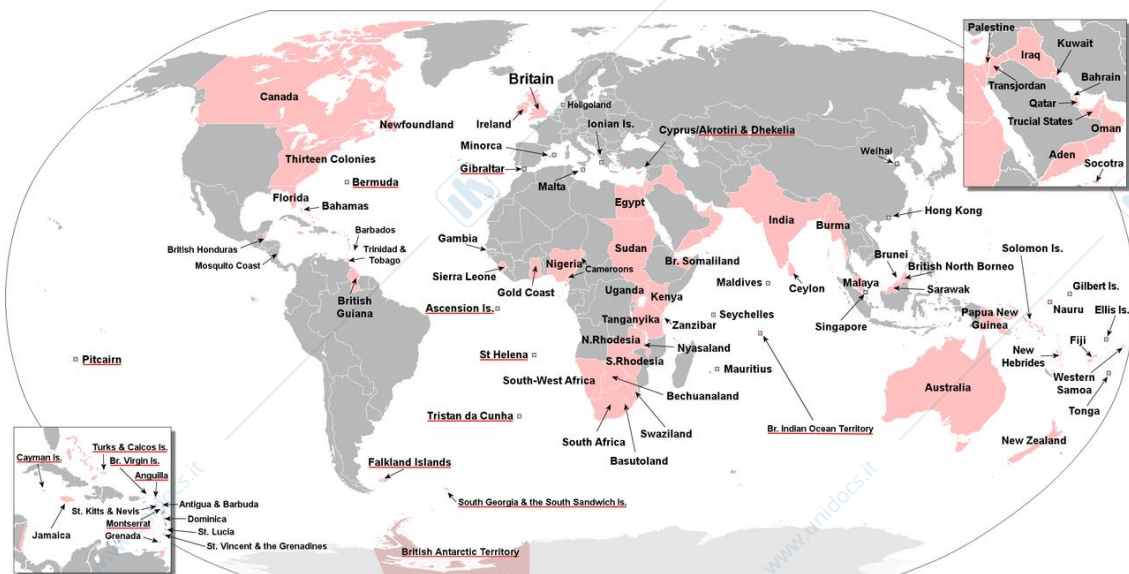 Canada
Newfoundland
Thirteen Colonies
Bermuda
Florida
Bahamas
British Honduras
Mosquito Coast
Barbados
Trinidad &
Tobago
British
Guiana
Pitcairn
Britain
Ireland
Heligoland
Ionian Is.
Minorca
Gibraltar
Malta
Cyprus/Akrotiri & Dhekelia
Weihai
Hong Kong
Egypt
Sudan
Gambia
Sierra Leone
Nigeria
Cameroons
Gold Coast
Br. Somaliland
Uganda
Kenya
Tanganyika
Zanzibar
N.Rhodesia
Nyasaland
S.Rhodesia
South-West Africa
Bechuanaland
Swaziland
South Africa
Basutoland
Ascension Is.
St Helena
Tristan da Cunha
Falkland Islands
South Georgia & the South Sandwich Is.
British Antarctic Territory
India
Burma
Maldives
Ceylon
Seychelles
Mauritius
Br. Indian Ocean Territory
Malaya
Singapore
Brunei
British North Borneo
Sarawak
Solomon Is.
Papua New
Guinea
Gilbert Is.
Nauru
Ellis Is.
Fiji
New
Hebrides
Western
Samoa
Tonga
Australia
New Zealand
Palestine
Iraq
Kuwait
Transjordan
Bahrain
Qatar
Trucial States
Oman
Aden
Socotra
Turks & Caicos Is.
Cayman Is.
Br. Virgin Is.
Anguilla
St. Kitts & Nevis
Antigua & Barbuda
Montserrat
Dominica
Jamaica
St. Lucia
Grenada
St. Vincent & the Grenadines
www.unidocs.it
www.unidocs.it